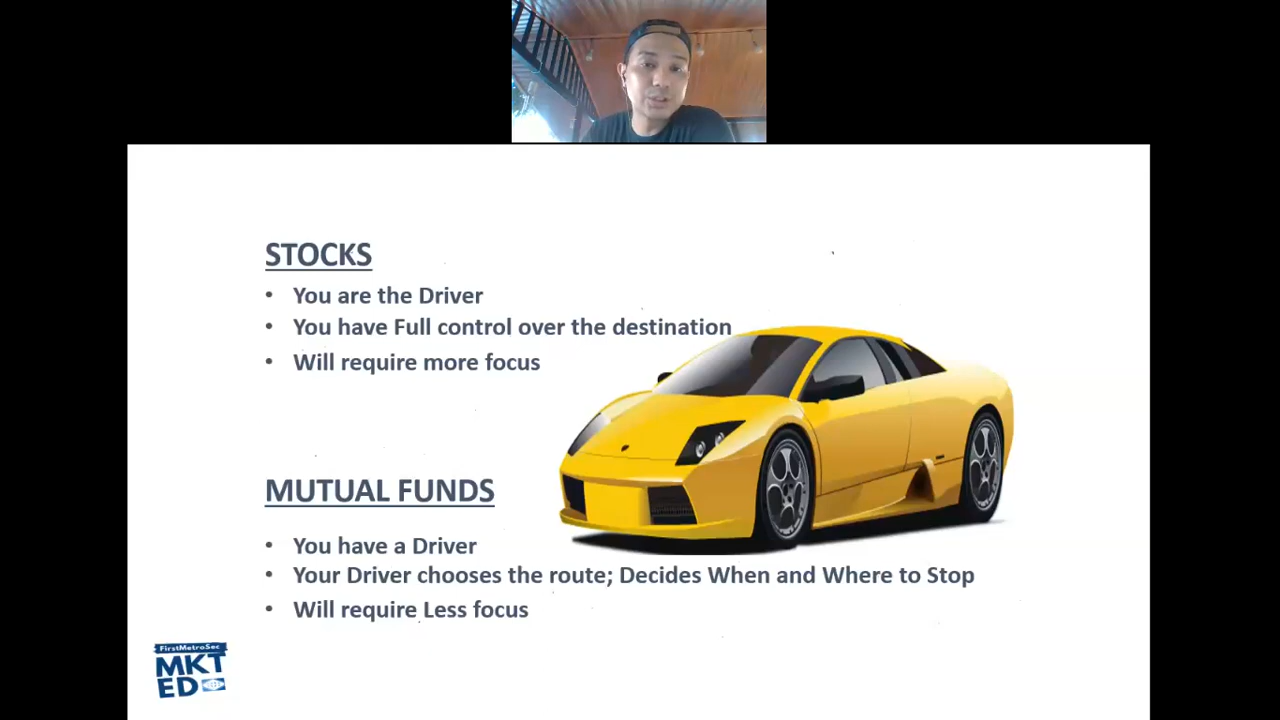 STOCKS
• You are the Driver
• You have Full control over the destination
• Will require more focus
MUTUAL FUNDS
• You have a Driver
• Your Driver chooses the route; Decides When and Where to Stop
• Will require Less focus
FirstMetroSec
MKT
ED